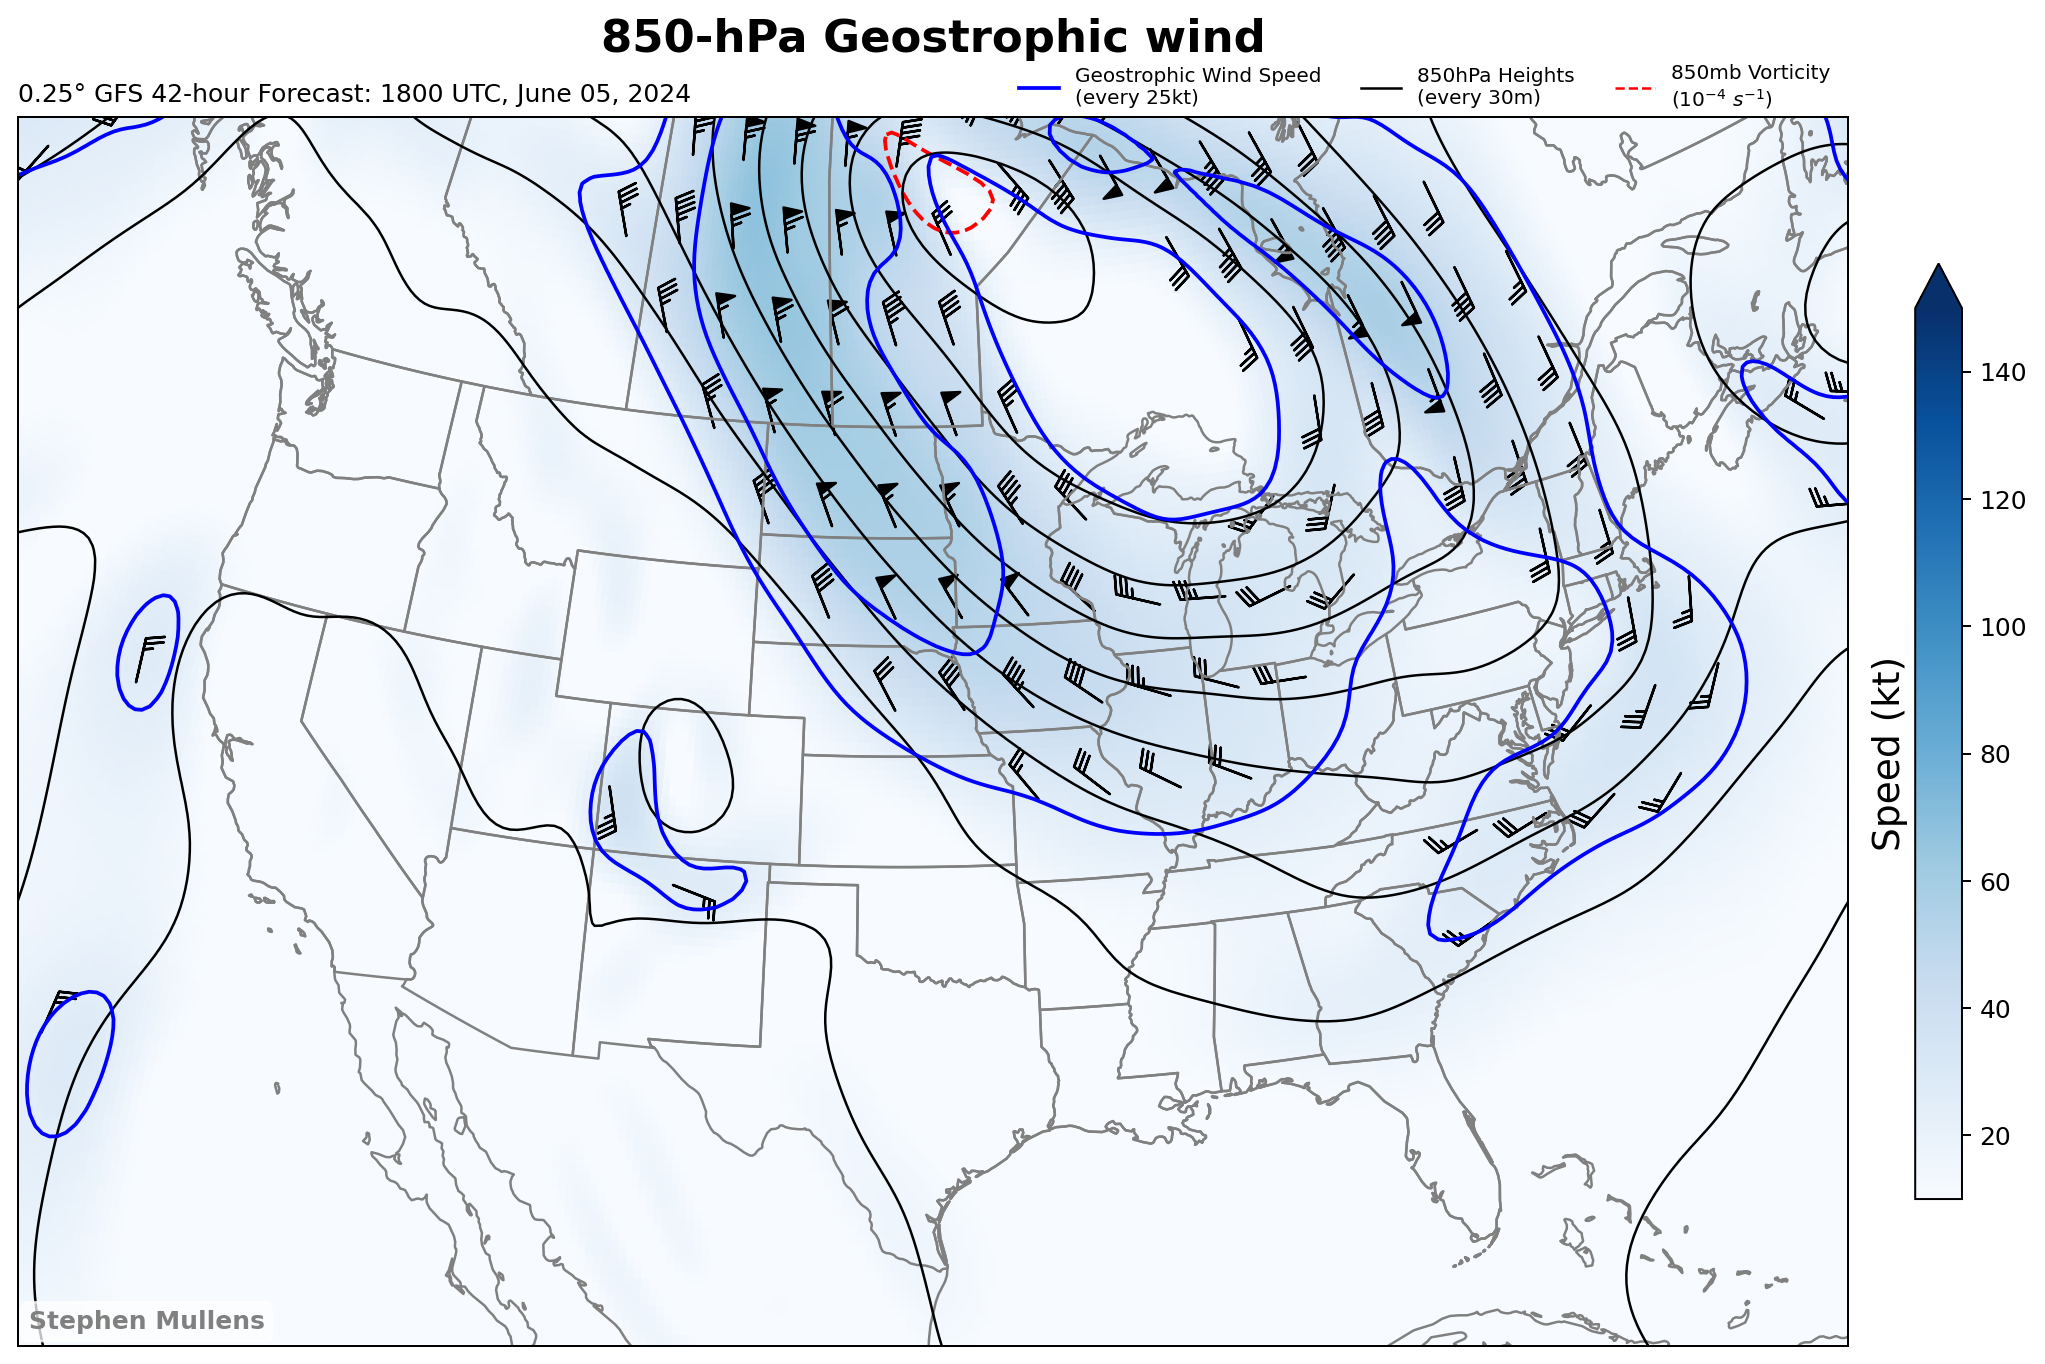 850-hPa Geostrophic wind
0.25° GFS 42-hour Forecast: 1800 UTC, June 05, 2024
Geostrophic Wind Speed
(every 25kt)
850hPa Heights
(every 30m)
850mb Vorticity
(10⁻⁴ s⁻¹)
140
120
100
80
60
40
20
Speed (kt)
Stephen Mullens